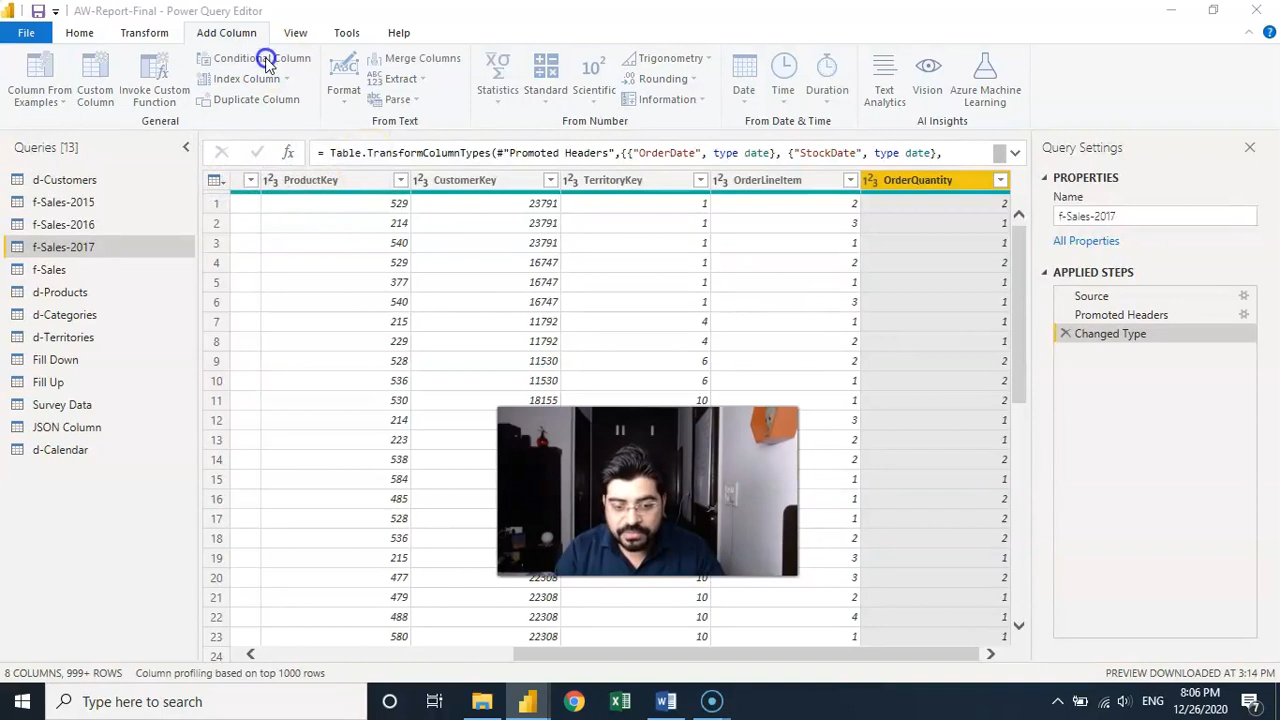 AW-Report-Final - Power Query Editor
File Home Transform Add Column View Tools Help
Column From Examples
Custom Column
Invoke Custom Function
Conditional Column
Index Column
Duplicate Column
General
Format
Merge Columns
Extract
Parse
From Text
Statistics
Standard
Scientific
Trigonometry
Rounding
Information
From Number
Date
Time
Duration
From Date & Time
Text Analytics
Vision
Azure Machine Learning
AI Insights
Queries [13]
d-Customers
f-Sales-2015
f-Sales-2016
f-Sales-2017
f-Sales
d-Products
d-Categories
d-Territories
Fill Down
Fill Up
Survey Data
JSON Column
d-Calendar
= Table.TransformColumnTypes(#"Promoted Headers",{{"OrderDate", type date}, {"StockDate", type date},
ProductKey CustomerKey TerritoryKey OrderLineItem OrderQuantity
1 529 23791 1 2 2
2 214 23791 1 3 1
3 540 23791 1 1 1
4 529 16747 1 2 2
5 377 16747 1 1 1
6 540 16747 1 3 1
7 215 11792 4 1 1
8 229 11792 4 2 1
9 528 11530 6 2 2
10 536 11530 6 1 2
11 530 18155 10 1 2
12 214 3 1
13 223 2 1
14 538 2 2
15 584 1 1
16 485 1 2
17 528 1 2
18 536 2 2
19 215 3 1
20 477 22308 10 3 2
21 479 22308 10 2 1
22 488 22308 10 4 1
23 580 22308 10 1 1
24
Query Settings
PROPERTIES
Name
f-Sales-2017
All Properties
APPLIED STEPS
Source
Promoted Headers
Changed Type
8 COLUMNS, 999+ ROWS Column profiling based on top 1000 rows PREVIEW DOWNLOADED AT 3:14 PM
Type here to search
ENG
8:06 PM
12/26/2020